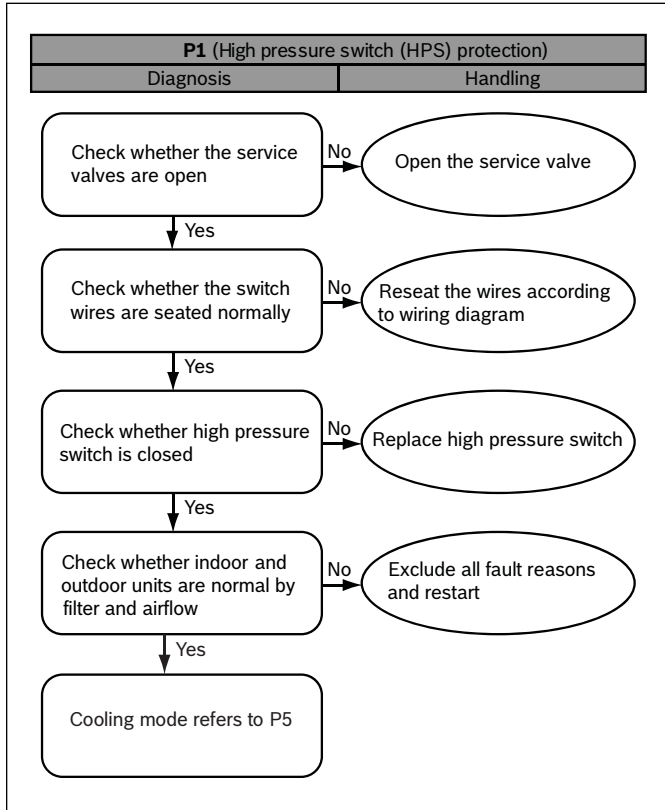 P1 (High pressure switch (HPS) protection)
Diagnosis
Handling
Check whether the service
valves are open
No
Open the service valve
Yes
Check whether the switch
wires are seated normally
No
Reseat the wires according
to wiring diagram
Yes
Check whether high pressure
switch is closed
No
Replace high pressure switch
Yes
Check whether indoor and
outdoor units are normal by
filter and airflow
No
Exclude all fault reasons
and restart
Yes
Cooling mode refers to P5